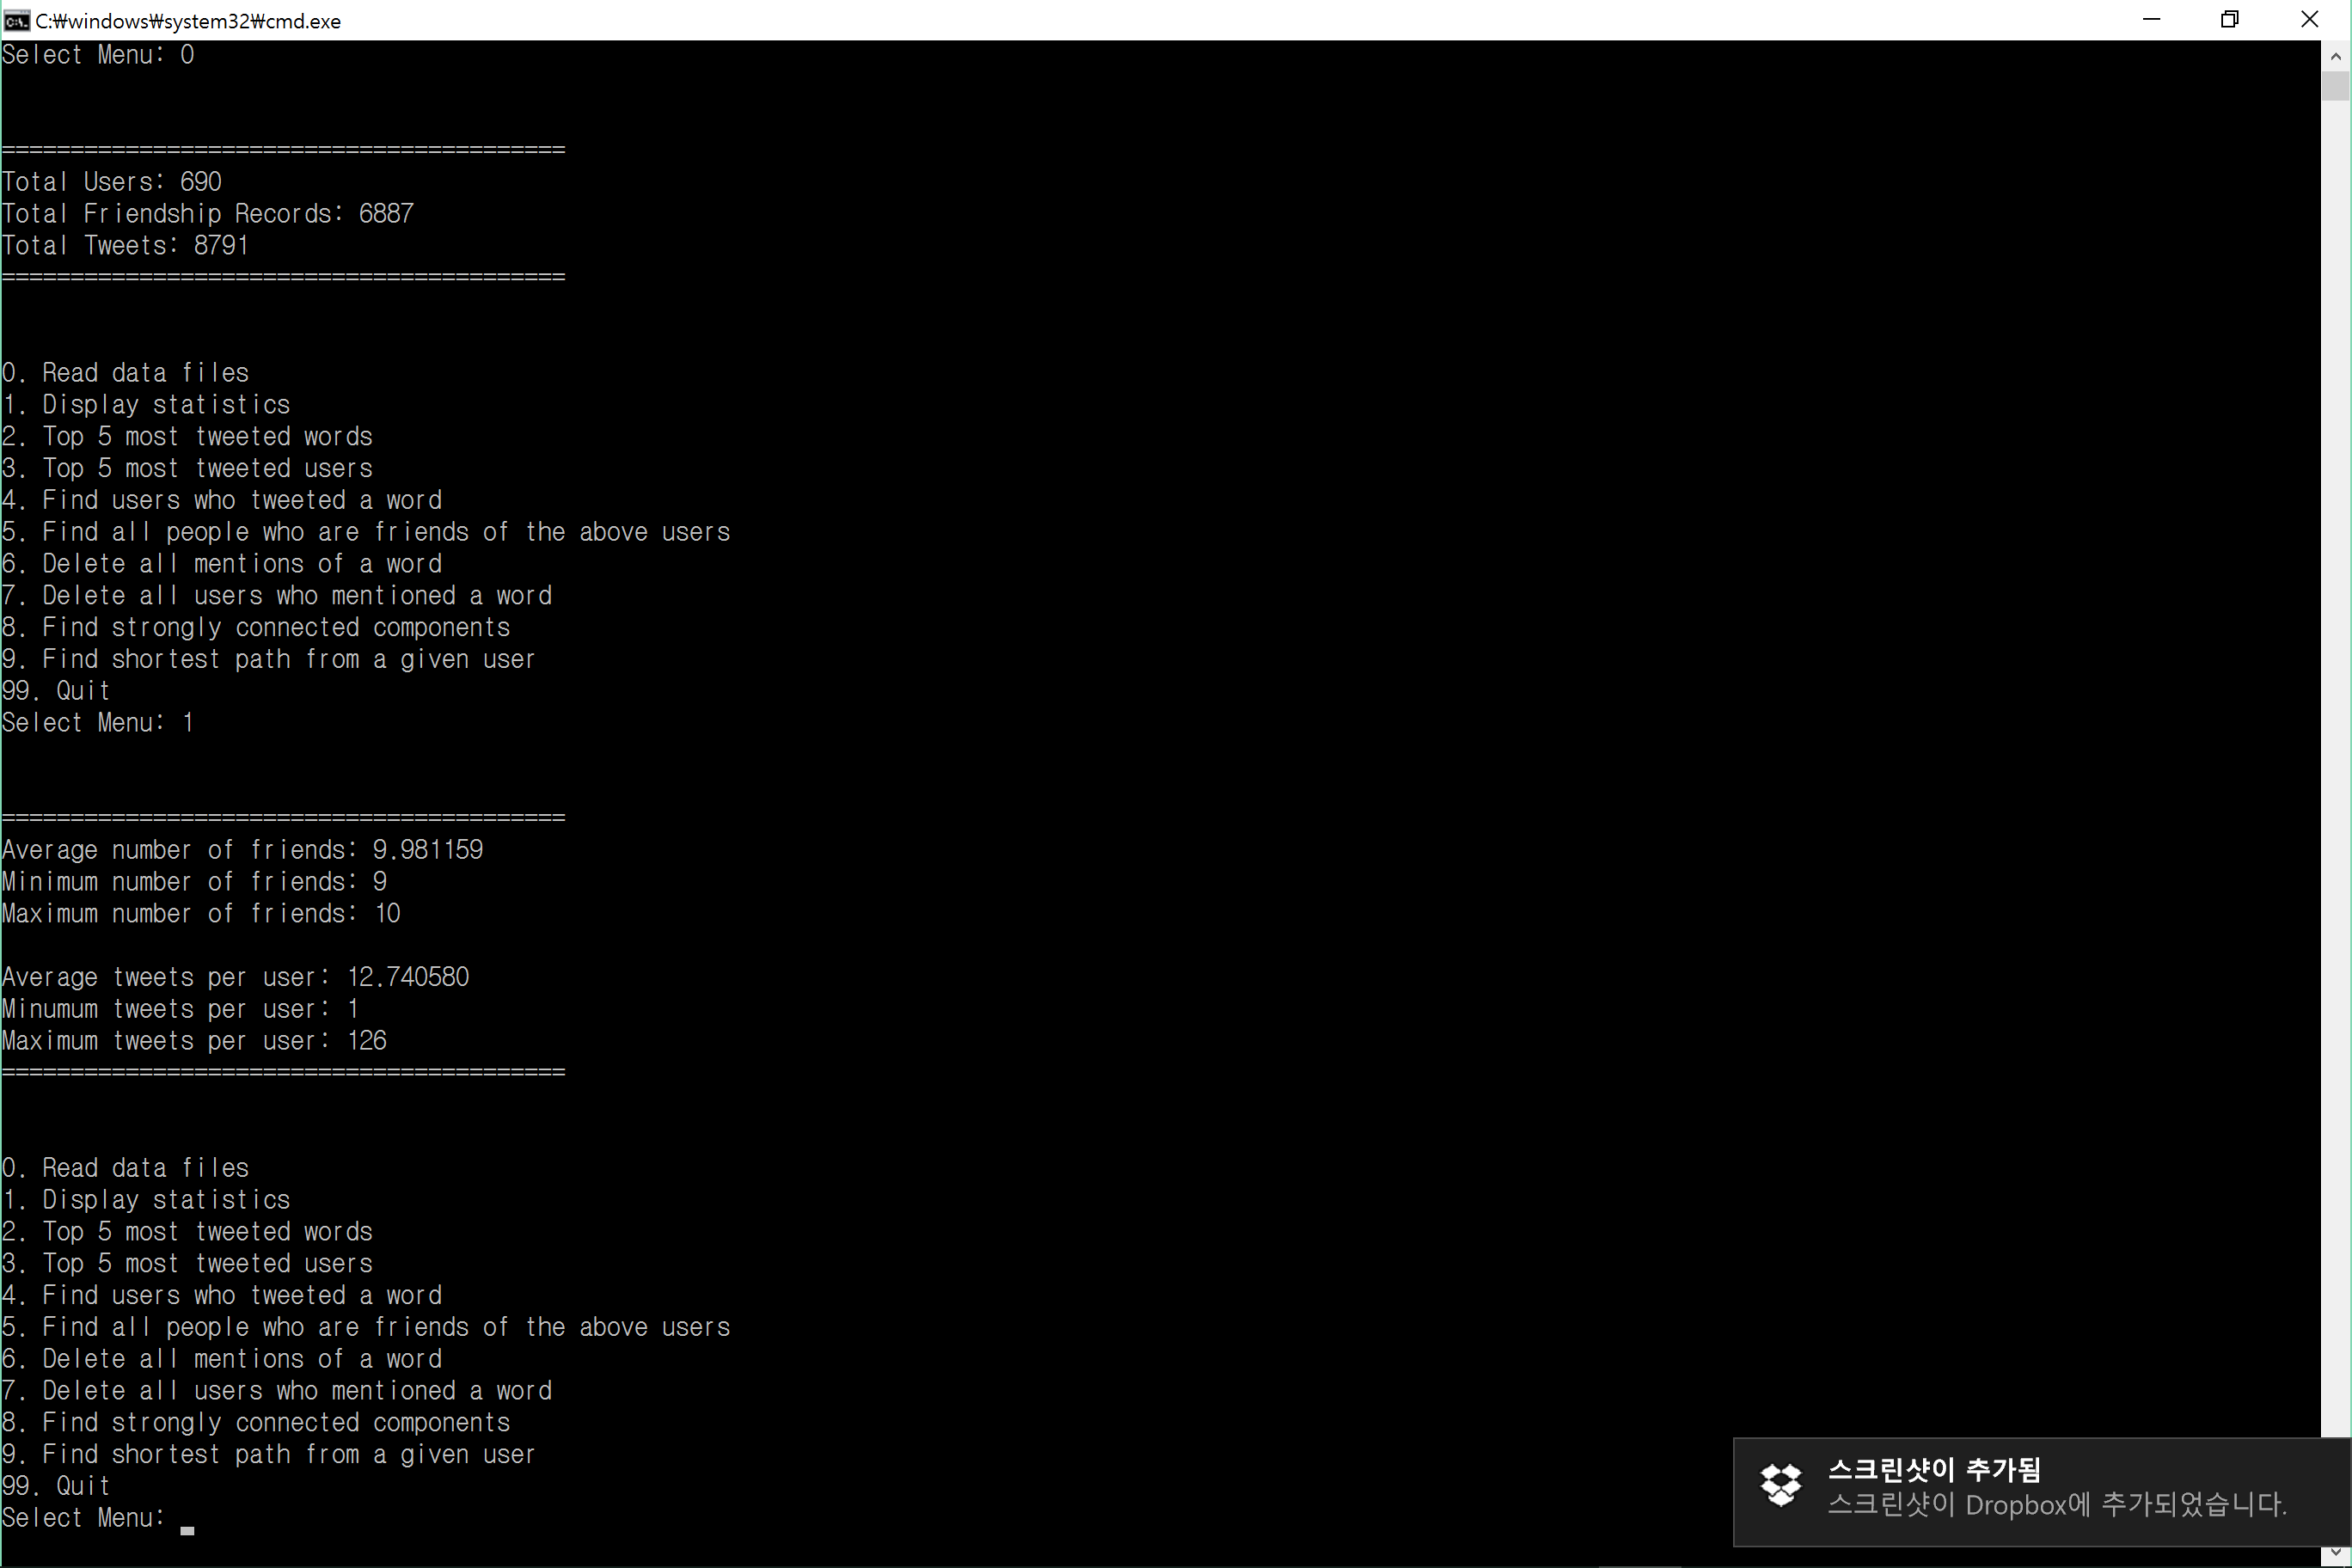 C:₩windows₩system32₩cmd.exe
Select Menu: 0
=========================================
Total Users: 690
Total Friendship Records: 6887
Total Tweets: 8791
=========================================
0. Read data files
1. Display statistics
2. Top 5 most tweeted words
3. Top 5 most tweeted users
4. Find users who tweeted a word
5. Find all people who are friends of the above users
6. Delete all mentions of a word
7. Delete all users who mentioned a word
8. Find strongly connected components
9. Find shortest path from a given user
99. Quit
Select Menu: 1
=========================================
Average number of friends: 9.981159
Minimum number of friends: 9
Maximum number of friends: 10
Average tweets per user: 12.740580
Minumum tweets per user: 1
Maximum tweets per user: 126
=========================================
0. Read data files
1. Display statistics
2. Top 5 most tweeted words
3. Top 5 most tweeted users
4. Find users who tweeted a word
5. Find all people who are friends of the above users
6. Delete all mentions of a word
7. Delete all users who mentioned a word
8. Find strongly connected components
9. Find shortest path from a given user
99. Quit
Select Menu:
스크린샷이 추가됨
스크린샷이 Dropbox에 추가되었습니다.